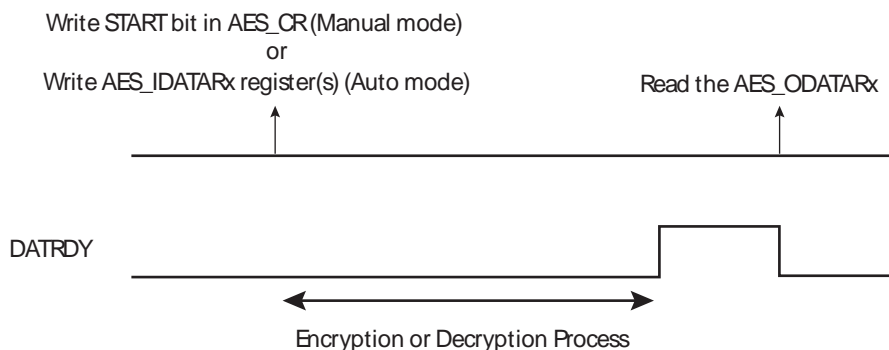 Write START bit in AES_CR (Manual mode)
or
Write AES_IDATARx register(s) (Auto mode)
Read the AES_ODATARx
DATRDY
Encryption or Decryption Process